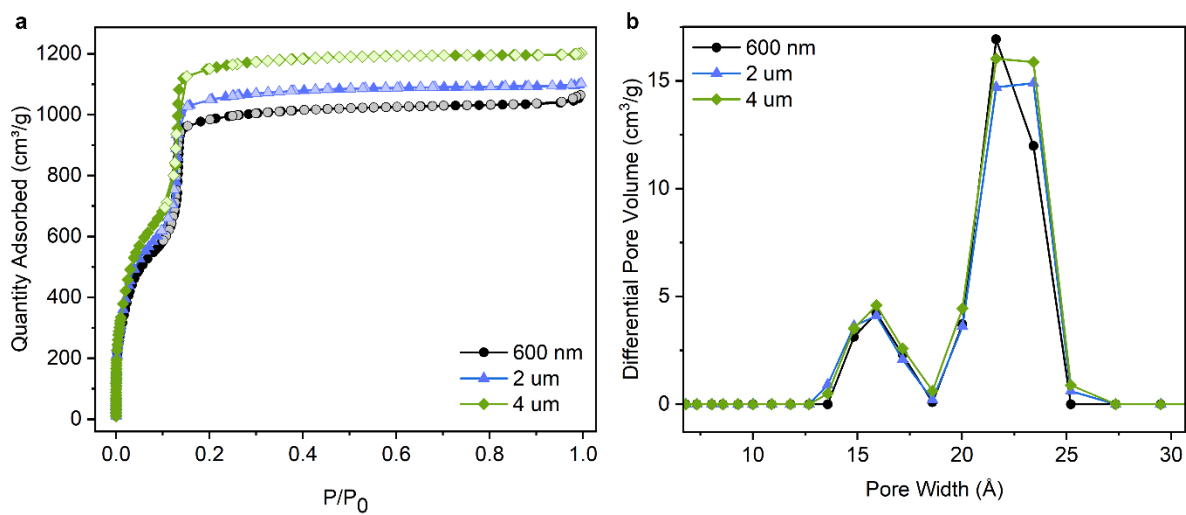 a
Quantity Adsorbed (cm³/g)
1200
1000
800
600
400
200
0
0.0 0.2 0.4 0.6 0.8 1.0
P/P₀
600 nm
2 um
4 um
b
Differential Pore Volume (cm³/g)
15
10
5
0
10 15 20 25 30
Pore Width (Å)
600 nm
2 um
4 um